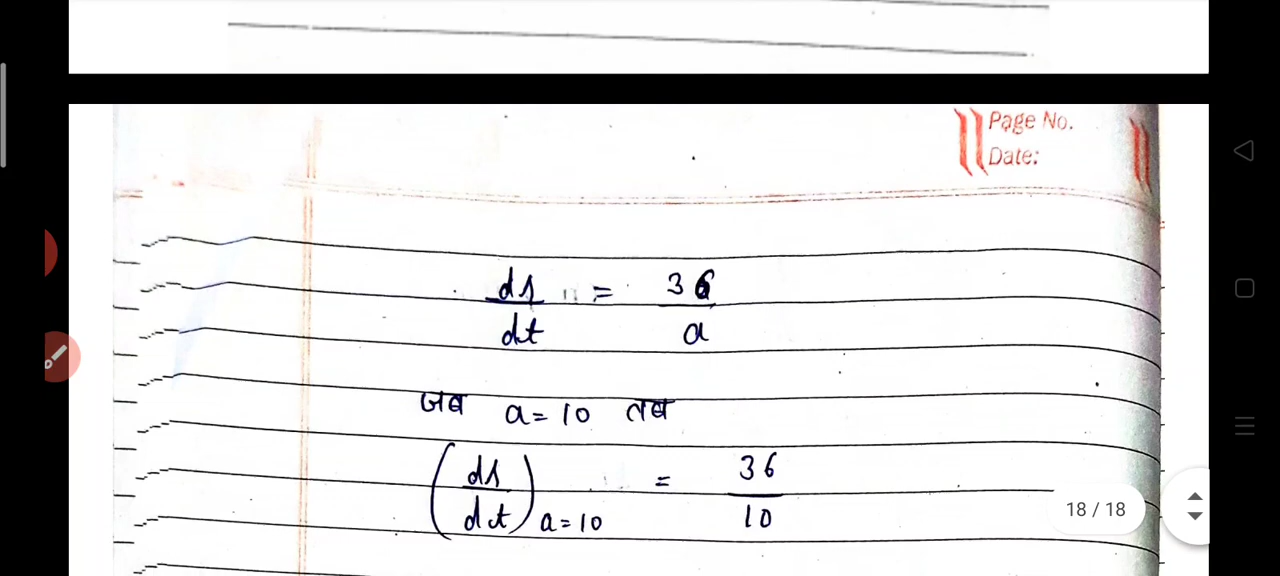 Page No.
Date:
ds/dt = 36/a
जब a = 10 तब
(ds/dt) a = 10 = 36/10
18 / 18